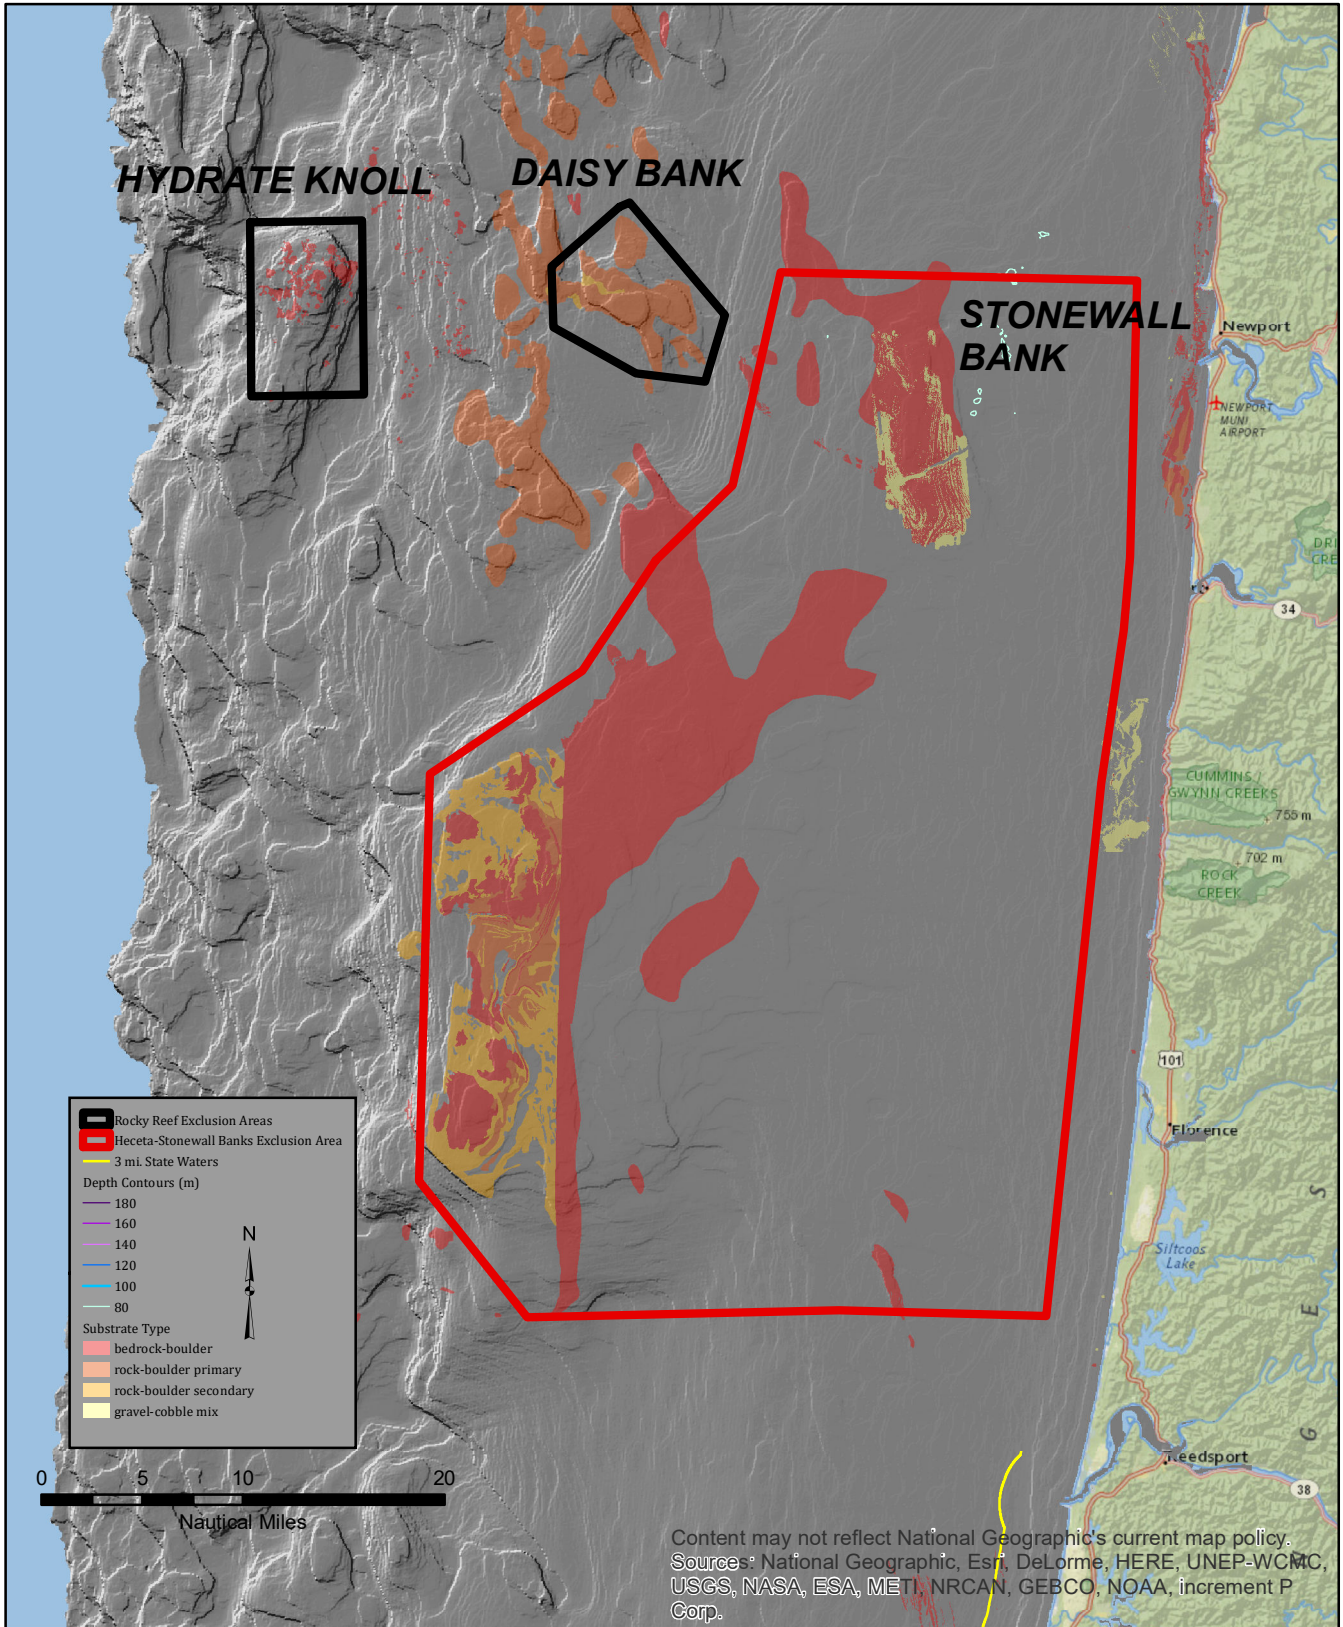 HYDRATE KNOLL
DAISY BANK
STONEWALL
BANK
Newport
NEWPORT
MUNI
AIRPORT
34
CUMMINS
GWYNN CREEKS
755 m
702 m
ROCK
CREEK
101
Florence
Siltcoos
Lake
S
E
G
38
Rocky Reef Exclusion Areas
Heceta-Stonewall Banks Exclusion Area
3 mi. State Waters
Depth Contours (m)
180
160
140
120
100
80
N
Substrate Type
bedrock-boulder
rock-boulder primary
rock-boulder secondary
gravel-cobble mix
0 5 10 20
Nautical Miles
Content may not reflect National Geographic's current map policy.
Sources: National Geographic, Esri, DeLorme, HERE, UNEP-WCMC,
USGS, NASA, ESA, METI, NRCAN, GEBCO, NOAA, increment P
Corp.